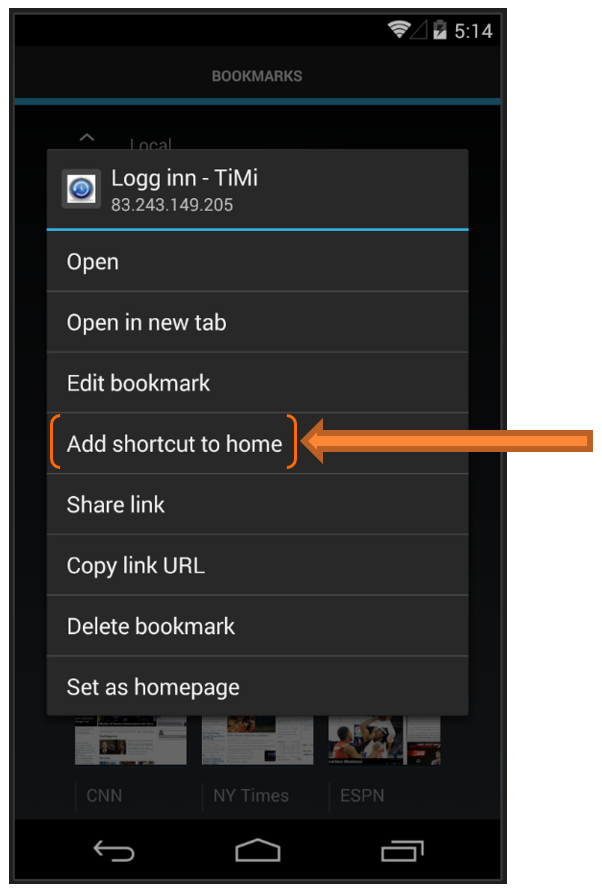 5:14
BOOKMARKS
Local
Logg inn - TiMi
83.243.149.205
Open
Open in new tab
Edit bookmark
Add shortcut to home
Share link
Copy link URL
Delete bookmark
Set as homepage
CNN
NY Times
ESPN